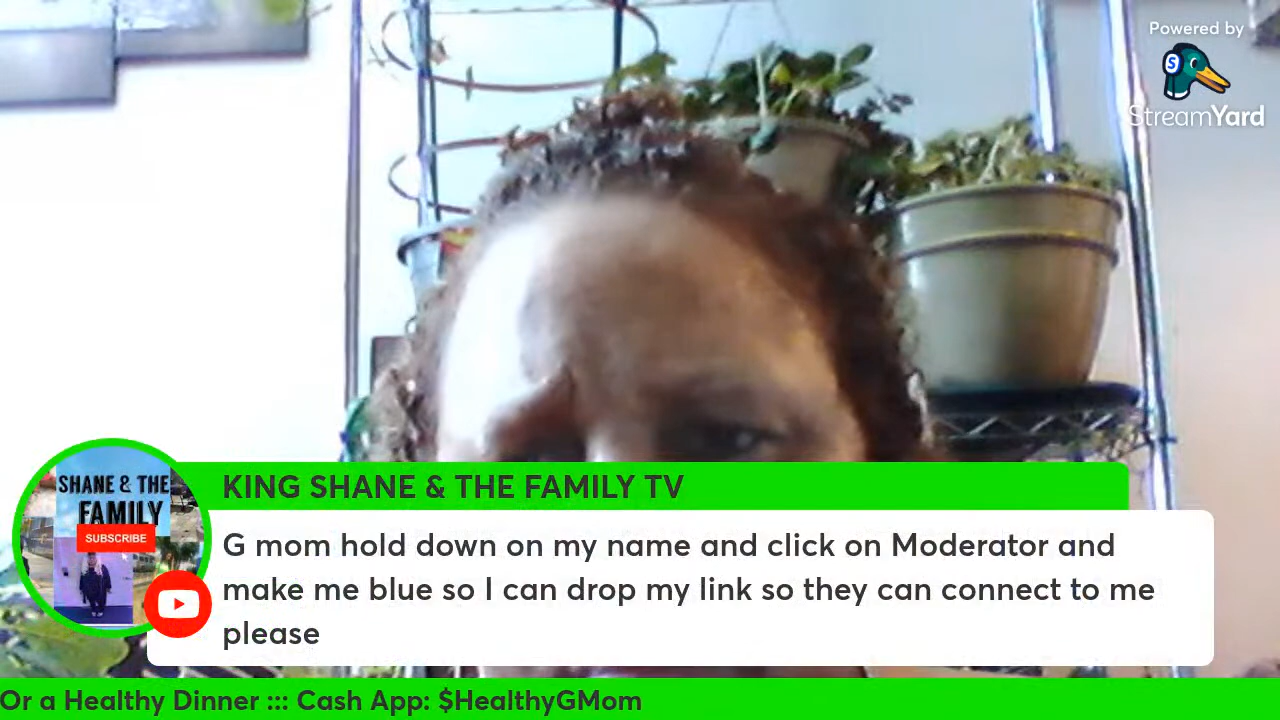 Powered by
StreamYard
SHANE & THE
FAMILY
SUBSCRIBE
KING SHANE & THE FAMILY TV
G mom hold down on my name and click on Moderator and
make me blue so I can drop my link so they can connect to me
please
Or a Healthy Dinner ::: Cash App: $HealthyGMom